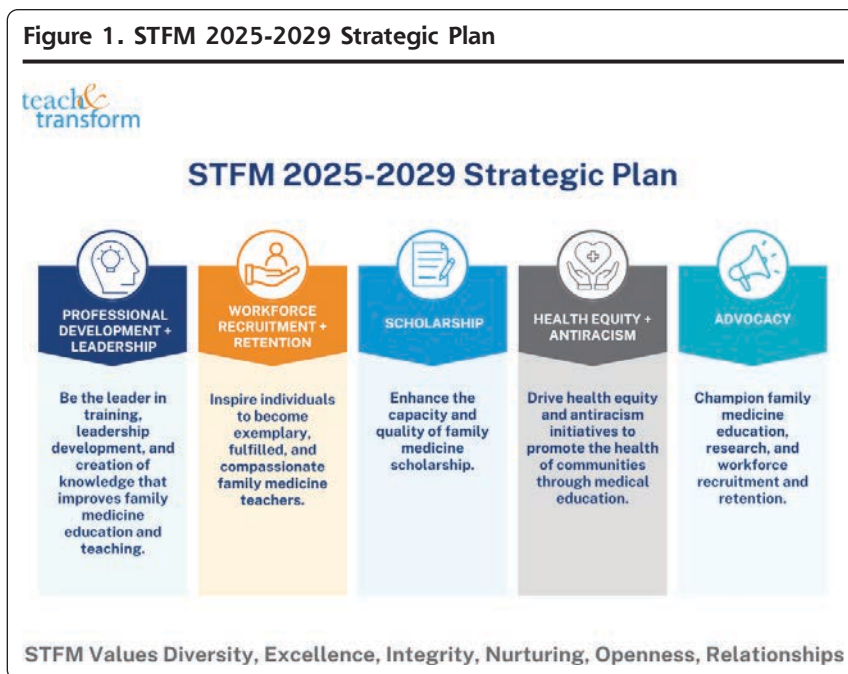 Figure 1. STFM 2025-2029 Strategic Plan
teach&
transform
STFM 2025-2029 Strategic Plan
PROFESSIONAL
DEVELOPMENT +
LEADERSHIP
Be the leader in
training,
leadership
development, and
creation of
knowledge that
improves family
medicine
education and
teaching.
WORKFORCE
RECRUITMENT +
RETENTION
Inspire individuals
to become
exemplary,
fulfilled, and
compassionate
family medicine
teachers.
SCHOLARSHIP
Enhance the
capacity and
quality of family
medicine
scholarship.
HEALTH EQUITY +
ANTIRACISM
Drive health equity
and antiracism
initiatives to
promote the health
of communities
through medical
education.
ADVOCACY
Champion family
medicine
education,
research, and
workforce
recruitment and
retention.
STFM Values Diversity, Excellence, Integrity, Nurturing, Openness, Relationships